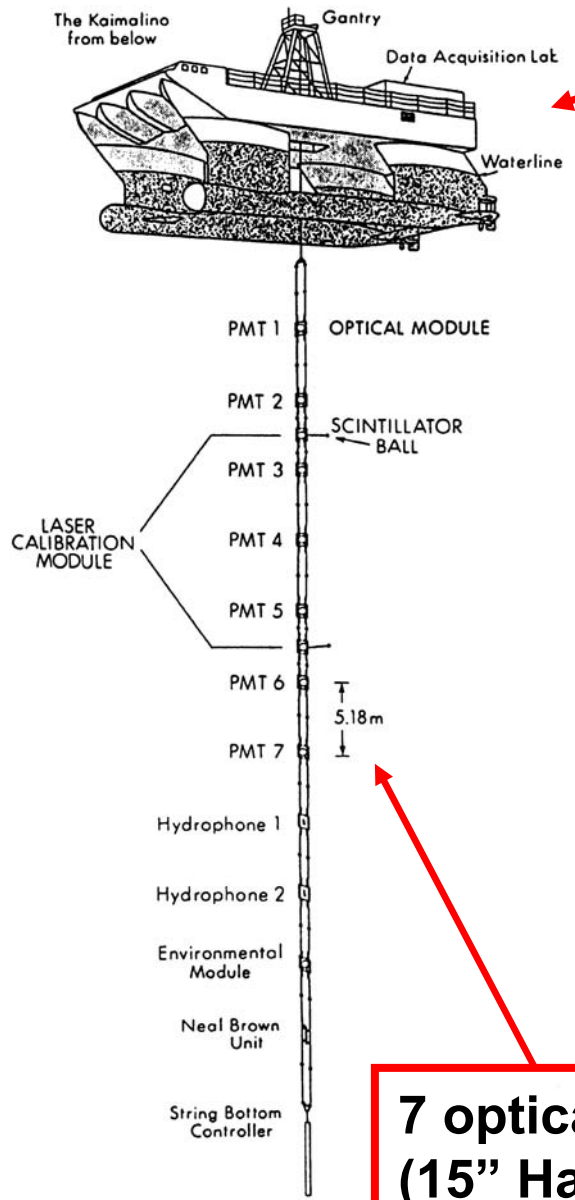 The Kaimalino
from below
Gantry
Data Acquisition Lab
Waterline
PMT 1
OPTICAL MODULE
PMT 2
SCINTILLATOR
BALL
PMT 3
LASER
CALIBRATION
MODULE
PMT 4
PMT 5
PMT 6
5.18m
PMT 7
Hydrophone 1
Hydrophone 2
Environmental
Module
Neal Brown
Unit
String Bottom
Controller
7 optica
(15” Ha